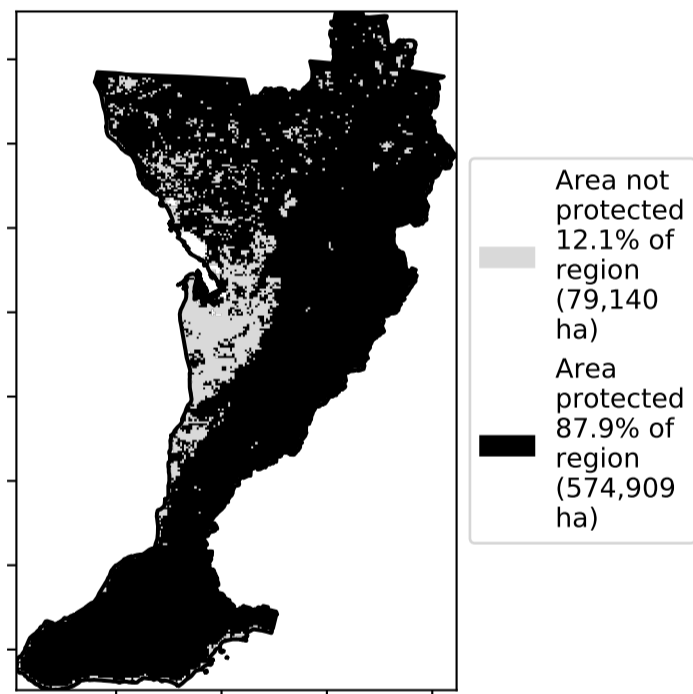 Area not
protected
12.1% of
region
(79,140
ha)
Area
protected
87.9% of
region
(574,909
ha)